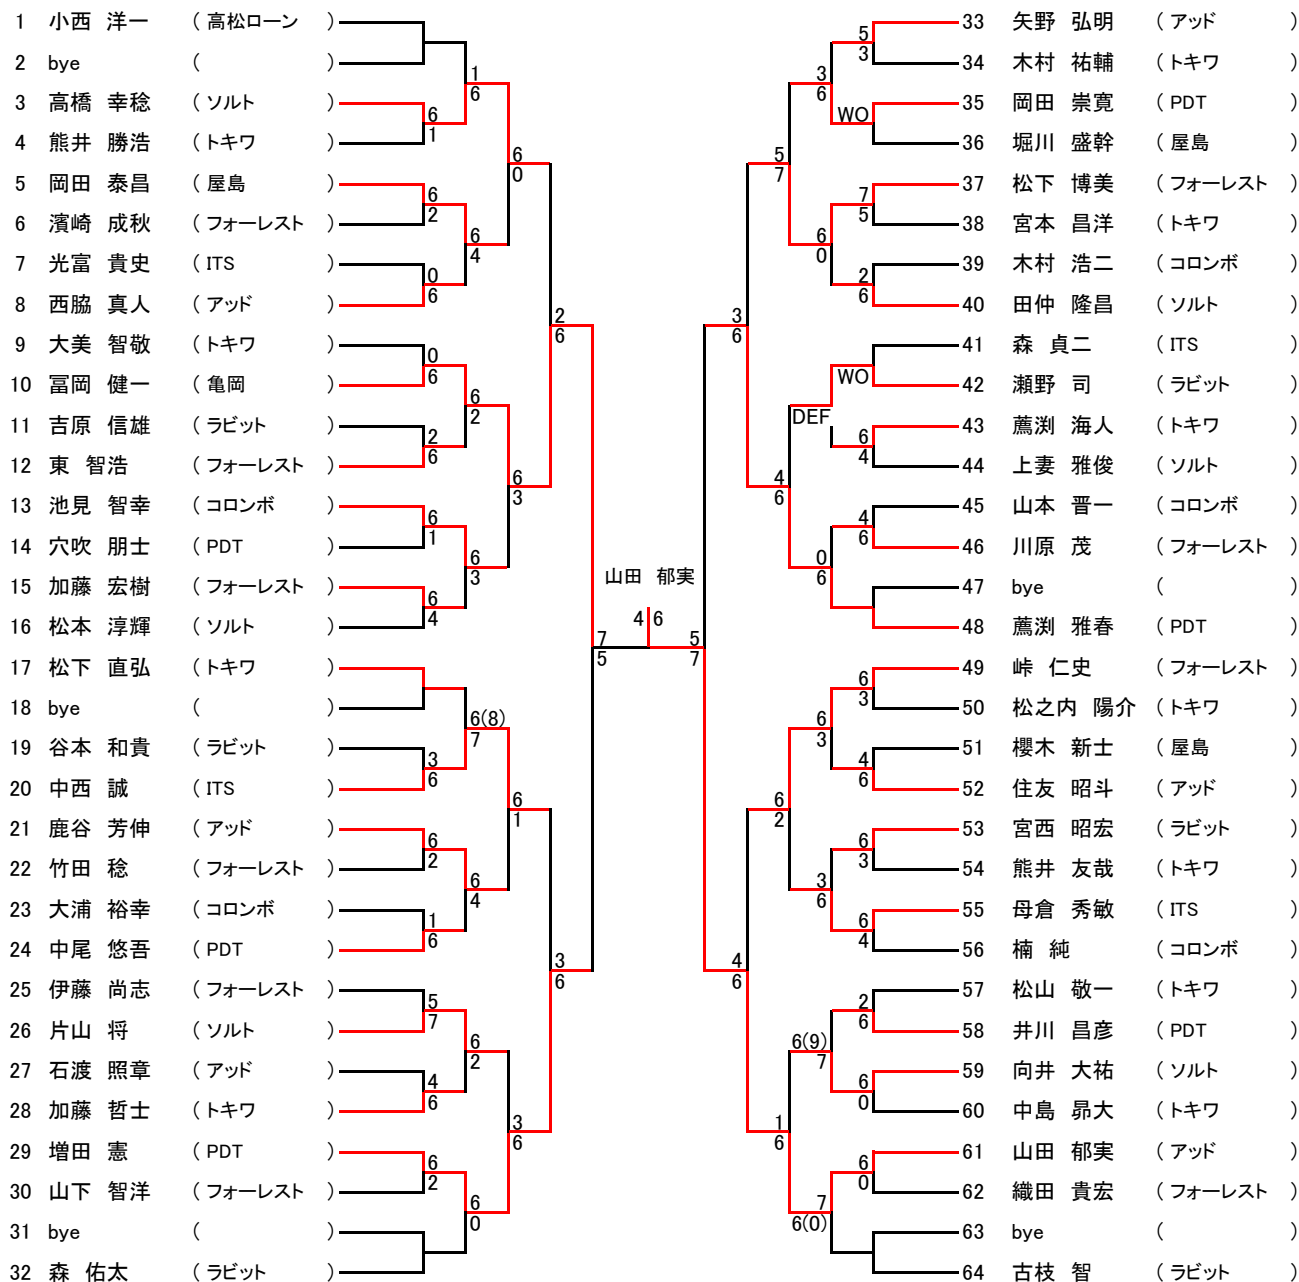 1 小西 洋一 ( 高松ローン )
2 bye ( )
3 高橋 幸稔 ( ソルト )
4 熊井 勝浩 ( トキワ )
5 岡田 泰昌 ( 屋島 )
6 濱崎 成秋 ( フォーレスト )
7 光富 貴史 ( ITS )
8 西脇 真人 ( アッド )
9 大美 智敬 ( トキワ )
10 冨岡 健一 ( 亀岡 )
11 吉原 信雄 ( ラビット )
12 東 智浩 ( フォーレスト )
13 池見 智幸 ( コロンボ )
14 穴吹 朋士 ( PDT )
15 加藤 宏樹 ( フォーレスト )
16 松本 淳輝 ( ソルト )
17 松下 直弘 ( トキワ )
18 bye ( )
19 谷本 和貴 ( ラビット )
20 中西 誠 ( ITS )
21 鹿谷 芳伸 ( アッド )
22 竹田 稔 ( フォーレスト )
23 大浦 裕幸 ( コロンボ )
24 中尾 悠吾 ( PDT )
25 伊藤 尚志 ( フォーレスト )
26 片山 将 ( ソルト )
27 石渡 照章 ( アッド )
28 加藤 哲士 ( トキワ )
29 増田 憲 ( PDT )
30 山下 智洋 ( フォーレスト )
31 bye ( )
32 森 佑太 ( ラビット )
6
1
6
2
0
6
0
6
2
6
6
1
6
4
3
6
6
2
1
6
5
7
4
6
6
2
1
6
6
4
6
2
6
3
6(8)
7
6
4
6
2
6
0
6
0
6
3
6
1
3
6
2
6
3
6
7
5
山田 郁実
4 6
5
7
3
6
4
6
5
7
4
6
6
2
1
6
3
6
6
0
DEF
0
6
6
3
3
6
6(9)
7
7
6(0)
5
3
WO
7
5
2
6
WO
6
4
4
6
6
3
4
6
6
3
6
4
2
6
6
0
6
0
33 矢野 弘明 ( アッド )
34 木村 祐輔 ( トキワ )
35 岡田 崇寛 ( PDT )
36 堀川 盛幹 ( 屋島 )
37 松下 博美 ( フォーレスト )
38 宮本 昌洋 ( トキワ )
39 木村 浩二 ( コロンボ )
40 田仲 隆昌 ( ソルト )
41 森 貞二 ( ITS )
42 瀬野 司 ( ラビット )
43 薦渕 海人 ( トキワ )
44 上妻 雅俊 ( ソルト )
45 山本 晋一 ( コロンボ )
46 川原 茂 ( フォーレスト )
47 bye ( )
48 薦渕 雅春 ( PDT )
49 峠 仁史 ( フォーレスト )
50 松之内 陽介 ( トキワ )
51 櫻木 新士 ( 屋島 )
52 住友 昭斗 ( アッド )
53 宮西 昭宏 ( ラビット )
54 熊井 友哉 ( トキワ )
55 母倉 秀敏 ( ITS )
56 楠 純 ( コロンボ )
57 松山 敬一 ( トキワ )
58 井川 昌彦 ( PDT )
59 向井 大祐 ( ソルト )
60 中島 昴大 ( トキワ )
61 山田 郁実 ( アッド )
62 織田 貴宏 ( フォーレスト )
63 bye ( )
64 古枝 智 ( ラビット )